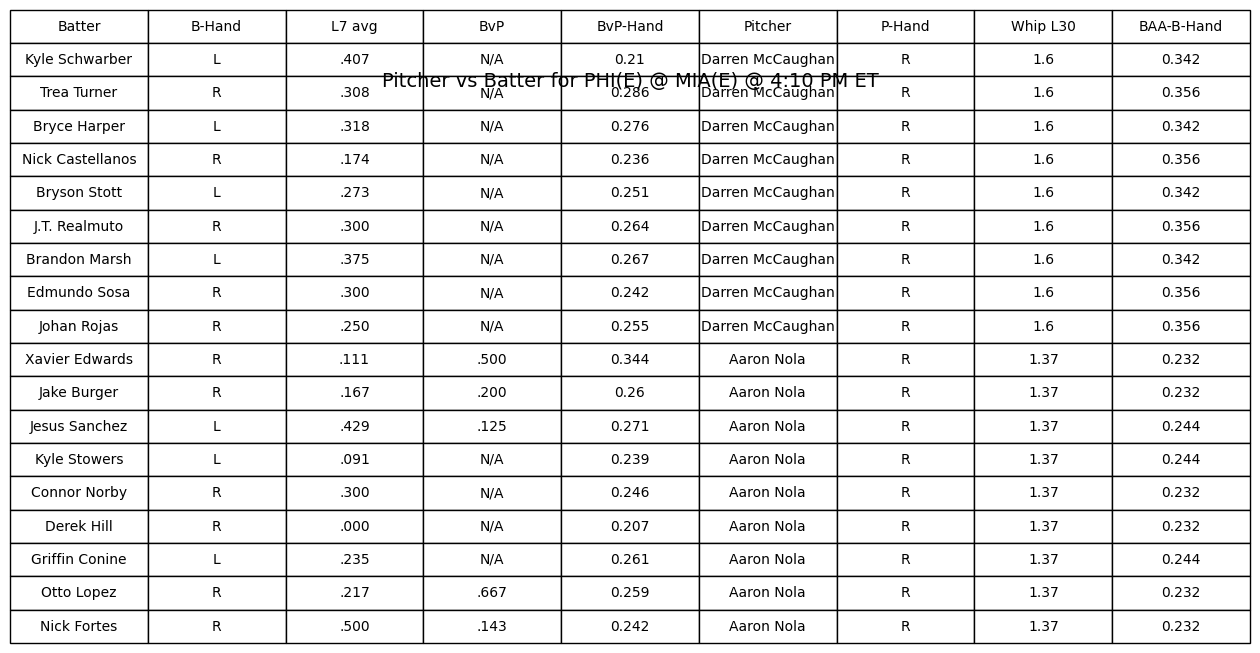 Batter B-Hand L7 avg BvP BvP-Hand Pitcher P-Hand Whip L30 BAA-B-Hand
Kyle Schwarber L .407 N/A 0.21 Darren McCaughan R 1.6 0.342
Pitcher vs Batter for PHI(E) @ MIA(E) @ 4:10 PM ET
Trea Turner R .308 N/A 0.286 Darren McCaughan R 1.6 0.356
Bryce Harper L .318 N/A 0.276 Darren McCaughan R 1.6 0.342
Nick Castellanos R .174 N/A 0.236 Darren McCaughan R 1.6 0.356
Bryson Stott L .273 N/A 0.251 Darren McCaughan R 1.6 0.342
J.T. Realmuto R .300 N/A 0.264 Darren McCaughan R 1.6 0.356
Brandon Marsh L .375 N/A 0.267 Darren McCaughan R 1.6 0.342
Edmundo Sosa R .300 N/A 0.242 Darren McCaughan R 1.6 0.356
Johan Rojas R .250 N/A 0.255 Darren McCaughan R 1.6 0.356
Xavier Edwards R .111 .500 0.344 Aaron Nola R 1.37 0.232
Jake Burger R .167 .200 0.26 Aaron Nola R 1.37 0.232
Jesus Sanchez L .429 .125 0.271 Aaron Nola R 1.37 0.244
Kyle Stowers L .091 N/A 0.239 Aaron Nola R 1.37 0.244
Connor Norby R .300 N/A 0.246 Aaron Nola R 1.37 0.232
Derek Hill R .000 N/A 0.207 Aaron Nola R 1.37 0.232
Griffin Conine L .235 N/A 0.261 Aaron Nola R 1.37 0.244
Otto Lopez R .217 .667 0.259 Aaron Nola R 1.37 0.232
Nick Fortes R .500 .143 0.242 Aaron Nola R 1.37 0.232